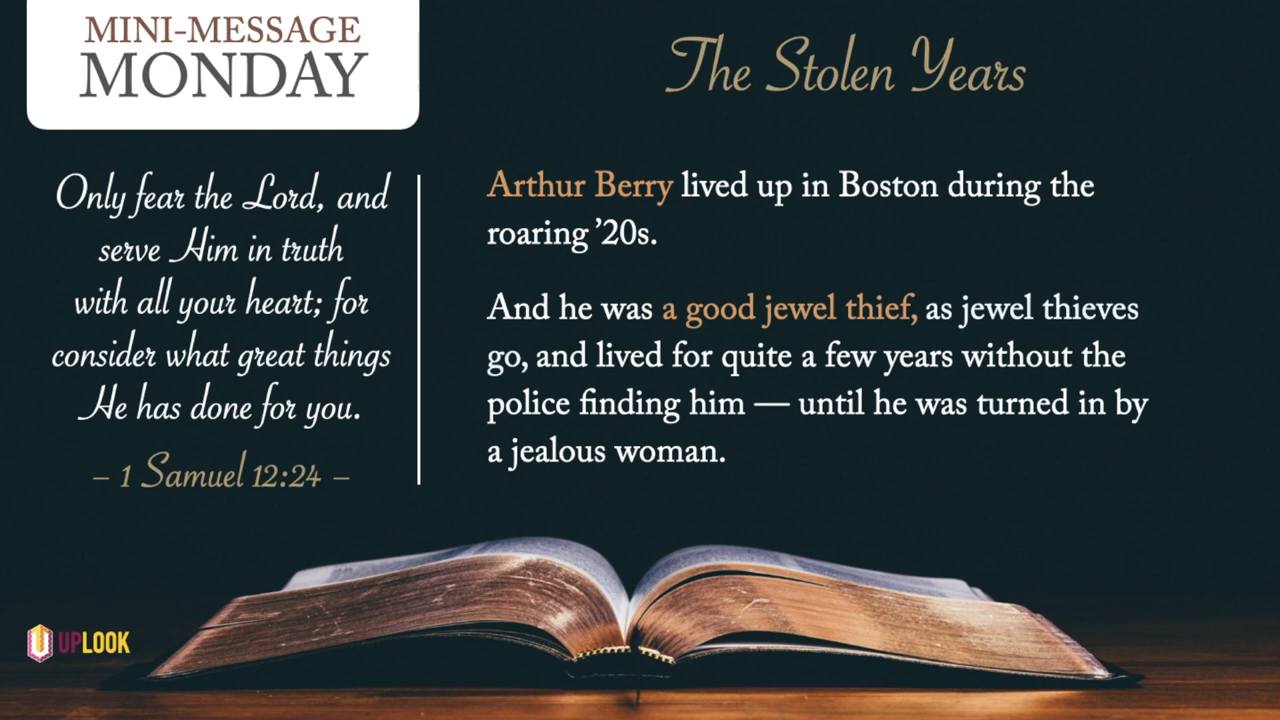 MINI-MESSAGE
MONDAY
The Stolen Years
Only fear the Lord, and
serve Him in truth
with all your heart; for
consider what great things
He has done for you.
– 1 Samuel 12:24 –
Arthur Berry lived up in Boston during the
roaring ’20s.
And he was a good jewel thief, as jewel thieves
go, and lived for quite a few years without the
police finding him — until he was turned in by
a jealous woman.
UPLOOK